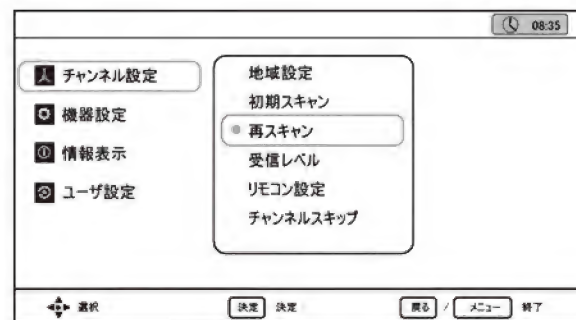 08:35
チャンネル設定
機器設定
情報表示
ユーザ設定
地域設定
初期スキャン
再スキャン
受信レベル
リモコン設定
チャンネルスキップ
選択 決定 決定 戻る / メニュー 終了